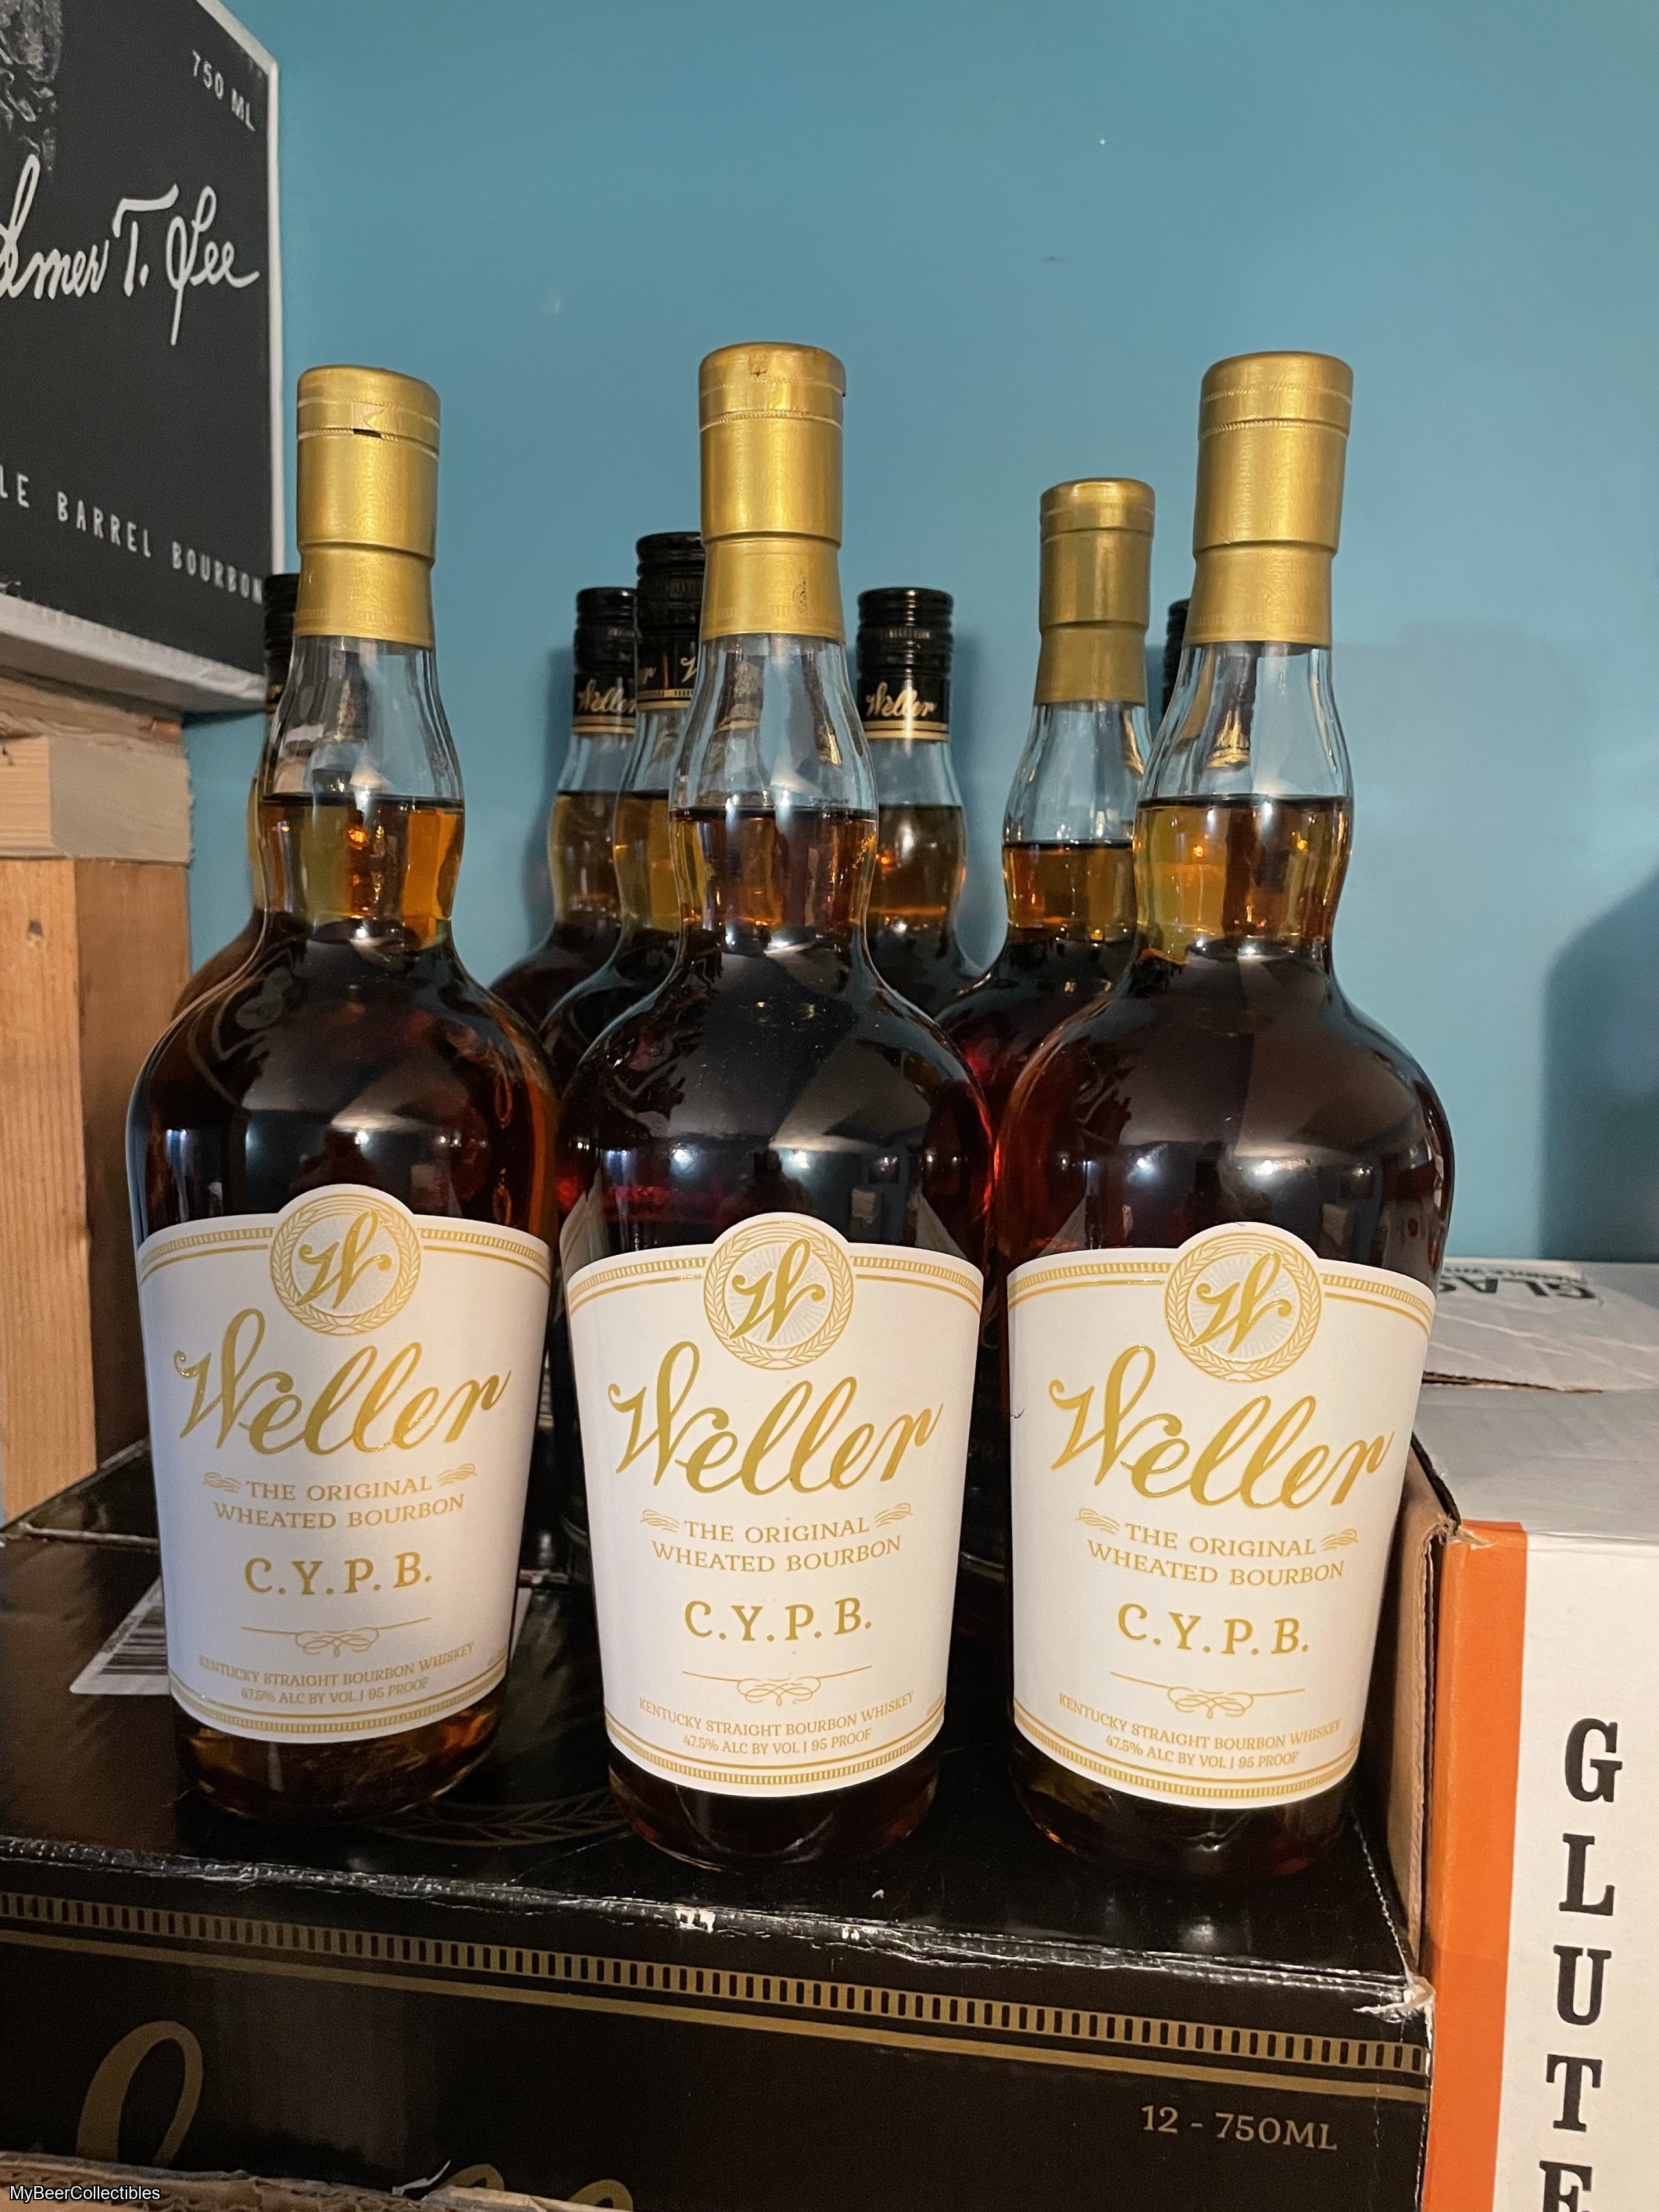 750 ML
T. Lee
BARREL BOURBON
Weller
Weller
W
Weller
THE ORIGINAL
WHEATED BOURBON
C.Y.P.B.
KENTUCKY STRAIGHT BOURBON WHISKEY
47.5% ALC BY VOL | 95 PROOF
W
Weller
THE ORIGINAL
WHEATED BOURBON
C.Y.P.B.
KENTUCKY STRAIGHT BOURBON WHISKEY
47.5% ALC BY VOL | 95 PROOF
W
Weller
THE ORIGINAL
WHEATED BOURBON
C.Y.P.B.
KENTUCKY STRAIGHT BOURBON WHISKEY
47.5% ALC BY VOL | 95 PROOF
12 - 750ML
GLUTE
MyBeerCollectibles